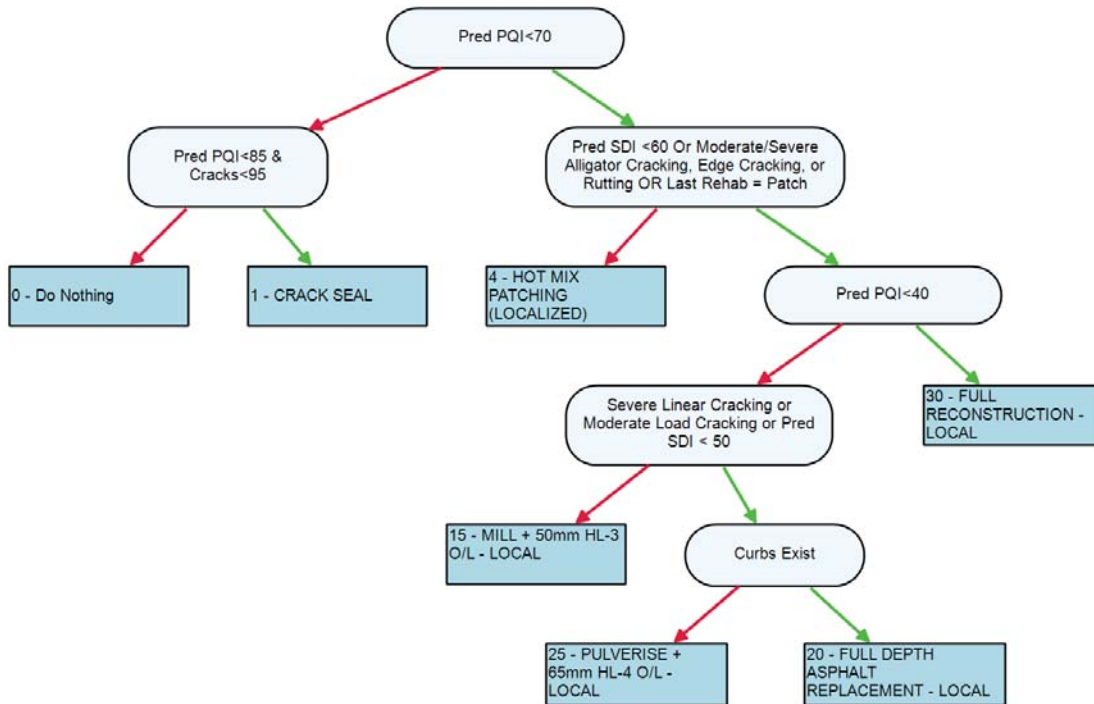 Pred PQI<70
Pred PQI<85 &
Cracks<95
Pred SDI <60 Or Moderate/Severe
Alligator Cracking, Edge Cracking, or
Rutting OR Last Rehab = Patch
0 - Do Nothing
1 - CRACK SEAL
4 - HOT MIX
PATCHING
(LOCALIZED)
Pred PQI<40
Severe Linear Cracking or
Moderate Load Cracking or Pred
SDI < 50
30 - FULL
RECONSTRUCTION -
LOCAL
15 - MILL + 50mm HL-3
O/L - LOCAL
Curbs Exist
25 - PULVERISE +
65mm HL-4 O/L -
LOCAL
20 - FULL DEPTH
ASPHALT
REPLACEMENT - LOCAL